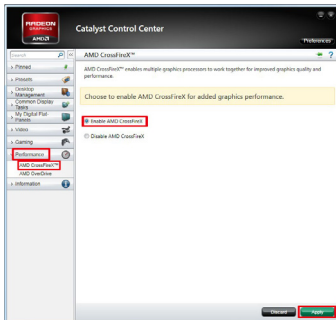 RADEON
GRAPHICS
AMD
Catalyst Control Center
Preferences
Search
AMD CrossFireX™
Pinned
Presets
Desktop
Management
Common Display
Tasks
My Digital Flat-
Panels
Video
Gaming
Performance
AMD CrossFireX™
AMD OverDrive
Information
AMD CrossFireX™ enables multiple graphics processors to work together for improved graphics quality and
performance.
Choose to enable AMD CrossFireX for added graphics performance.
Enable AMD CrossFireX
Disable AMD CrossFireX
Discard
Apply